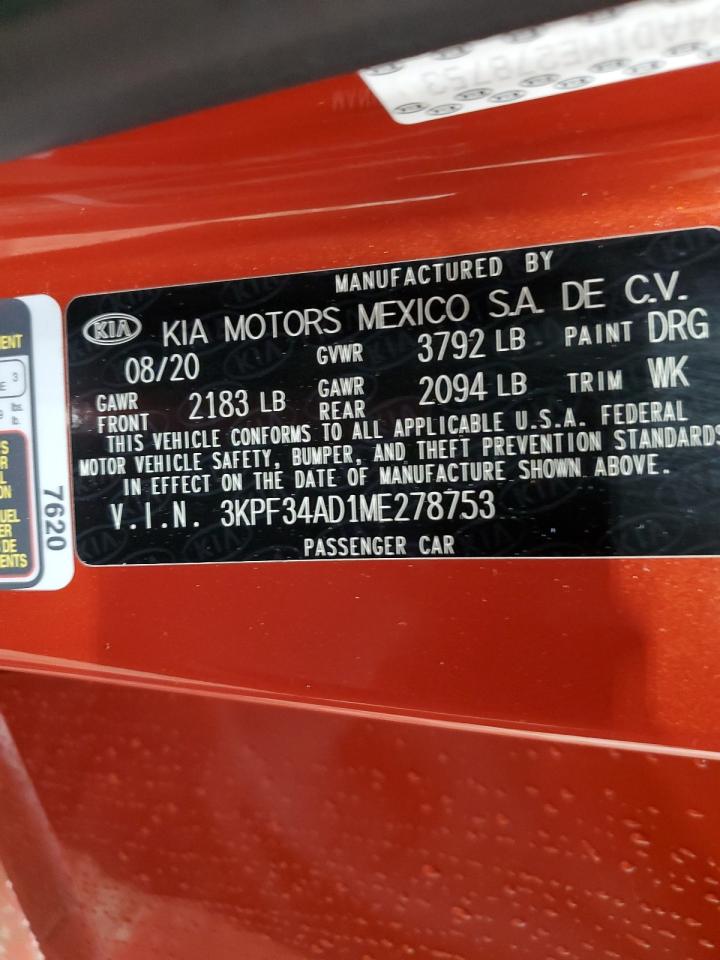 MANUFACTURED BY
KIA KIA MOTORS MEXICO S.A. DE C.V.
08/20 GVWR 3792 LB PAINT DRG
GAWR FRONT 2183 LB GAWR REAR 2094 LB TRIM WK
THIS VEHICLE CONFORMS TO ALL APPLICABLE U.S.A. FEDERAL
MOTOR VEHICLE SAFETY, BUMPER, AND THEFT PREVENTION STANDARDS
IN EFFECT ON THE DATE OF MANUFACTURE SHOWN ABOVE.
V.I.N. 3KPF34AD1ME278753
PASSENGER CAR
7620